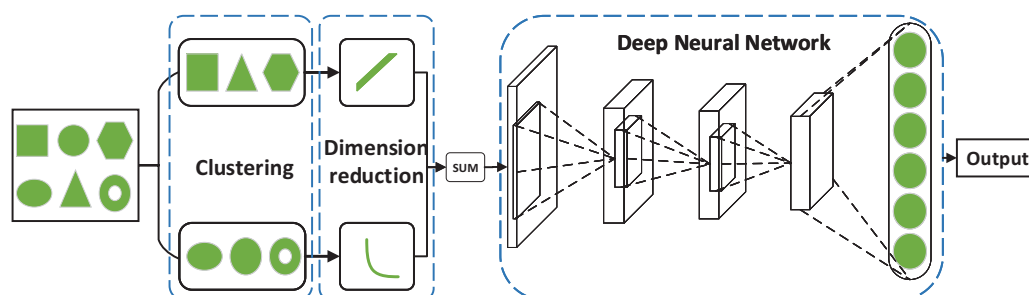 Deep Neural Network
Clustering
Dimension
reduction
SUM
Output